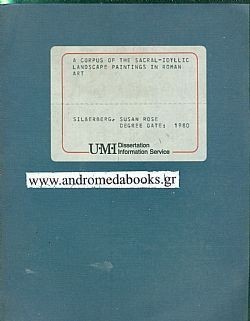 A CORPUS OF THE SACRAL-IDYLLIC
LANDSCAPE PAINTINGS IN ROMAN
ART
SILBERBERG, SUSAN ROSE
DEGREE DATE: 1980
UMI Dissertation
Information Service
www.andromedabooks.gr